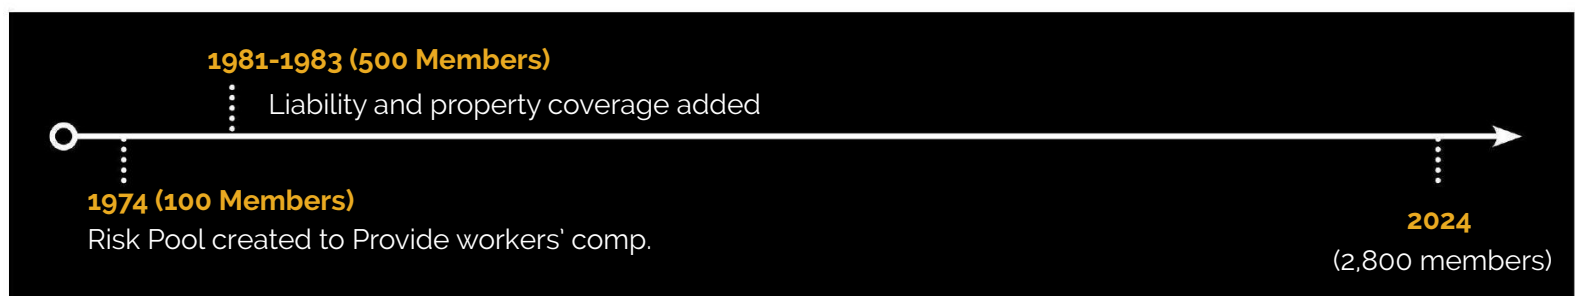 1981-1983 (500 Members)
Liability and property coverage added
1974 (100 Members)
Risk Pool created to Provide workers’ comp.
2024
(2,800 members)